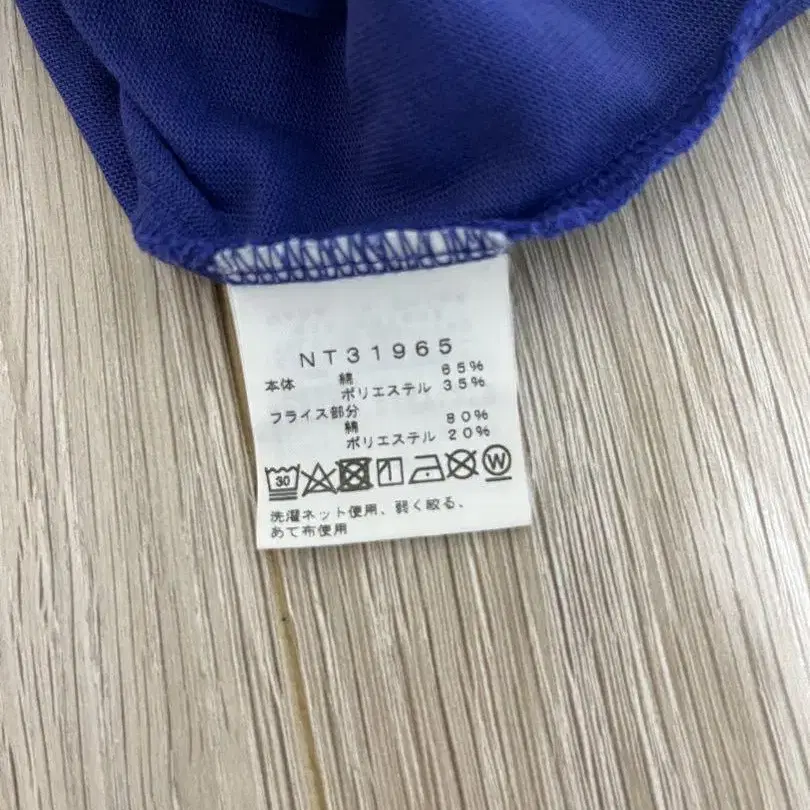 NT31965
本体 綿 65%
ポリエステル 35%
フライス部分
綿 80%
ポリエステル 20%
30 W
洗濯ネット使用、弱く絞る、
あて布使用